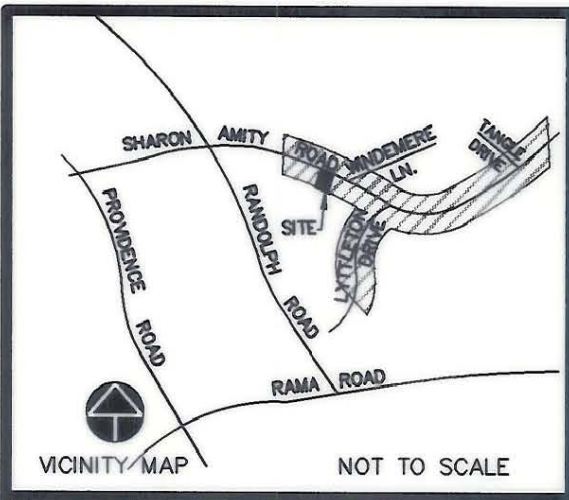 SHARON AMITY ROAD
WINDEMERE
LN.
TANGLE
DRIVE
PROVIDENCE
ROAD
RANDOLPH
ROAD
SITE
LYTTLETON
DRIVE
RAMA ROAD
VICINITY MAP
NOT TO SCALE